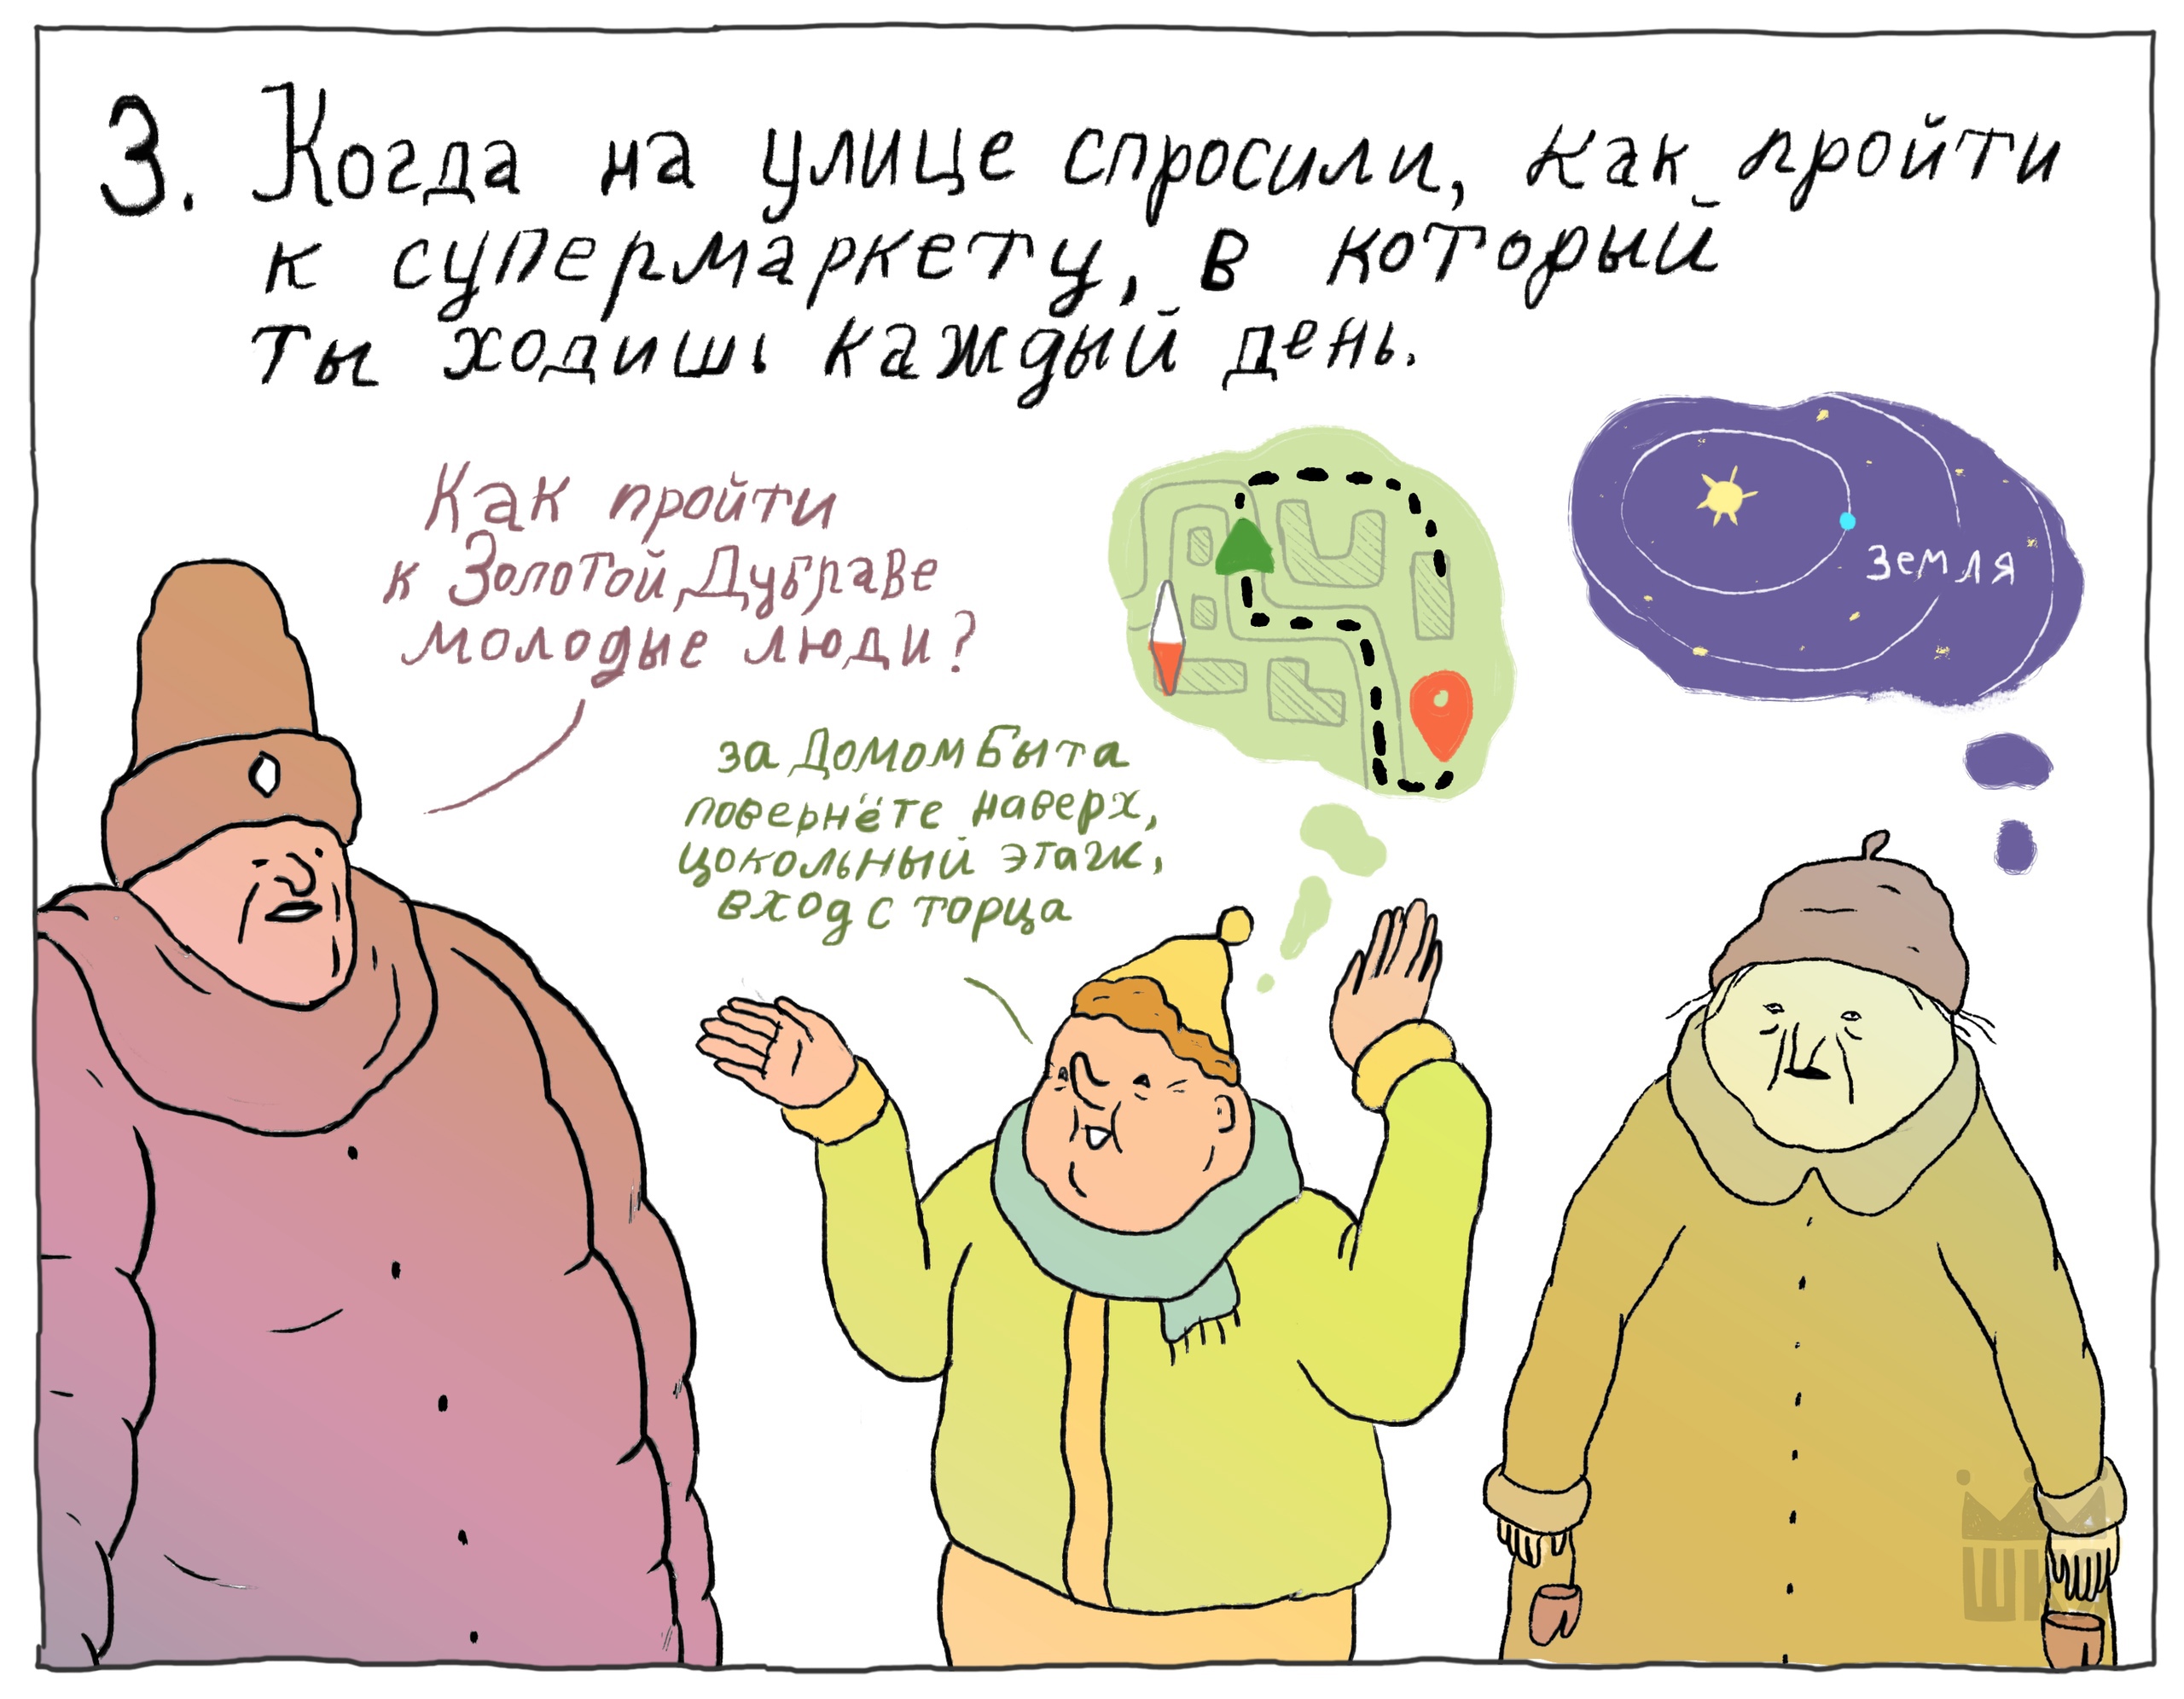 3. Когда на улице спросили, как пройти
к супермаркету, в который
ты ходишь каждый день.
Как пройти
к Золотой Дубраве
молодые люди?
за Домом Быта
повернёте наверх,
цокольный этаж,
вход с торца
земля